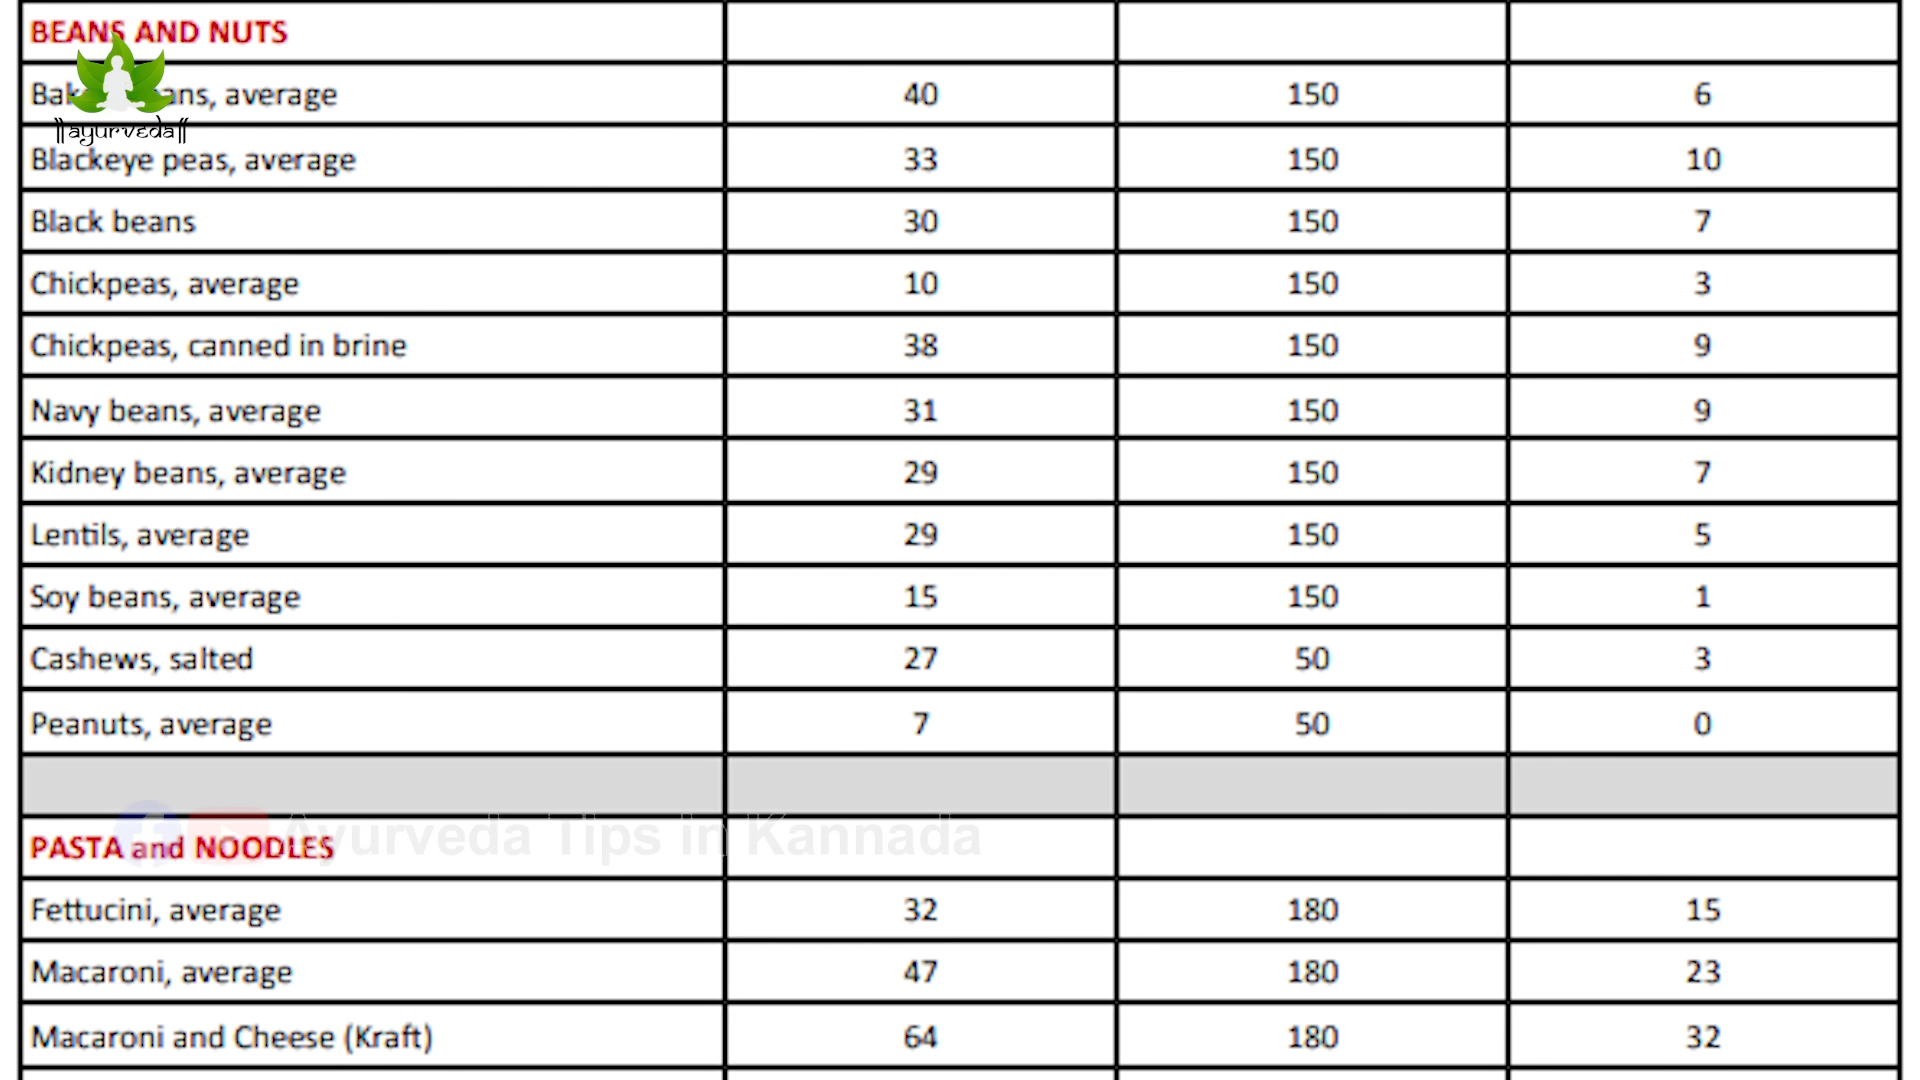 BEANS AND NUTS
||ayurveda||
beans, average 40 150 6
Blackeye peas, average 33 150 10
Black beans 30 150 7
Chickpeas, average 10 150 3
Chickpeas, canned in brine 38 150 9
Navy beans, average 31 150 9
Kidney beans, average 29 150 7
Lentils, average 29 150 5
Soy beans, average 15 150 1
Cashews, salted 27 50 3
Peanuts, average 7 50 0
Ayurveda Tips in Kannada
PASTA and NOODLES
Fettucini, average 32 180 15
Macaroni, average 47 180 23
Macaroni and Cheese (Kraft) 64 180 32